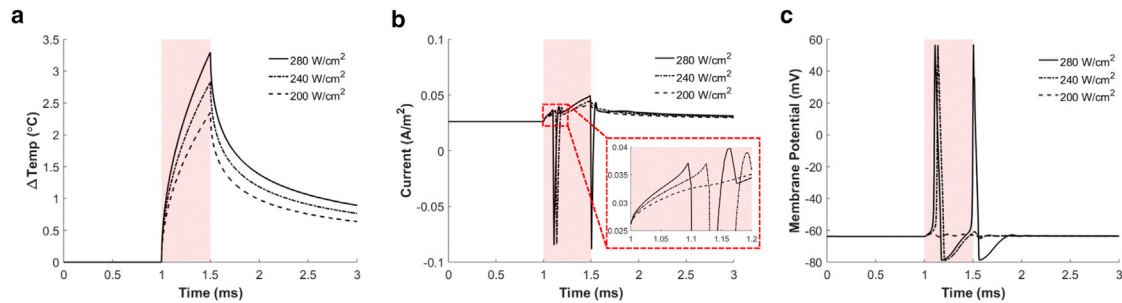 a
3.5
3
2.5
2
1.5
1
0.5
0
Δ Temp (°C)
280 W/cm²
240 W/cm²
200 W/cm²
0 0.5 1 1.5 2 2.5 3
Time (ms)
b
0.1
0.05
0
-0.05
-0.1
Current (A/m²)
280 W/cm²
240 W/cm²
200 W/cm²
0.04
0.035
0.03
0.025
1 1.05 1.1 1.15 1.2
0 0.5 1 1.5 2 2.5 3
Time (ms)
c
60
40
20
0
-20
-40
-60
-80
Membrane Potential (mV)
280 W/cm²
240 W/cm²
200 W/cm²
0 0.5 1 1.5 2 2.5 3
Time (ms)